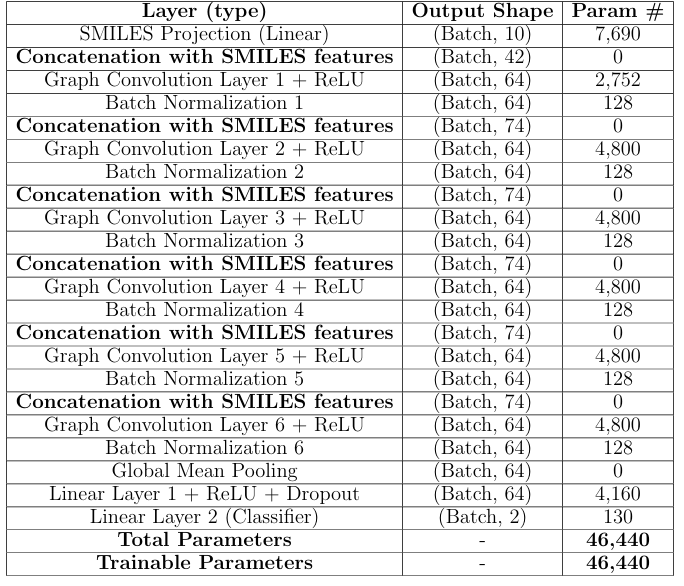 Layer (type) Output Shape Param #
SMILES Projection (Linear) (Batch, 10) 7,690
Concatenation with SMILES features (Batch, 42) 0
Graph Convolution Layer 1 + ReLU (Batch, 64) 2,752
Batch Normalization 1 (Batch, 64) 128
Concatenation with SMILES features (Batch, 74) 0
Graph Convolution Layer 2 + ReLU (Batch, 64) 4,800
Batch Normalization 2 (Batch, 64) 128
Concatenation with SMILES features (Batch, 74) 0
Graph Convolution Layer 3 + ReLU (Batch, 64) 4,800
Batch Normalization 3 (Batch, 64) 128
Concatenation with SMILES features (Batch, 74) 0
Graph Convolution Layer 4 + ReLU (Batch, 64) 4,800
Batch Normalization 4 (Batch, 64) 128
Concatenation with SMILES features (Batch, 74) 0
Graph Convolution Layer 5 + ReLU (Batch, 64) 4,800
Batch Normalization 5 (Batch, 64) 128
Concatenation with SMILES features (Batch, 74) 0
Graph Convolution Layer 6 + ReLU (Batch, 64) 4,800
Batch Normalization 6 (Batch, 64) 128
Global Mean Pooling (Batch, 64) 0
Linear Layer 1 + ReLU + Dropout (Batch, 64) 4,160
Linear Layer 2 (Classifier) (Batch, 2) 130
Total Parameters - 46,440
Trainable Parameters - 46,440